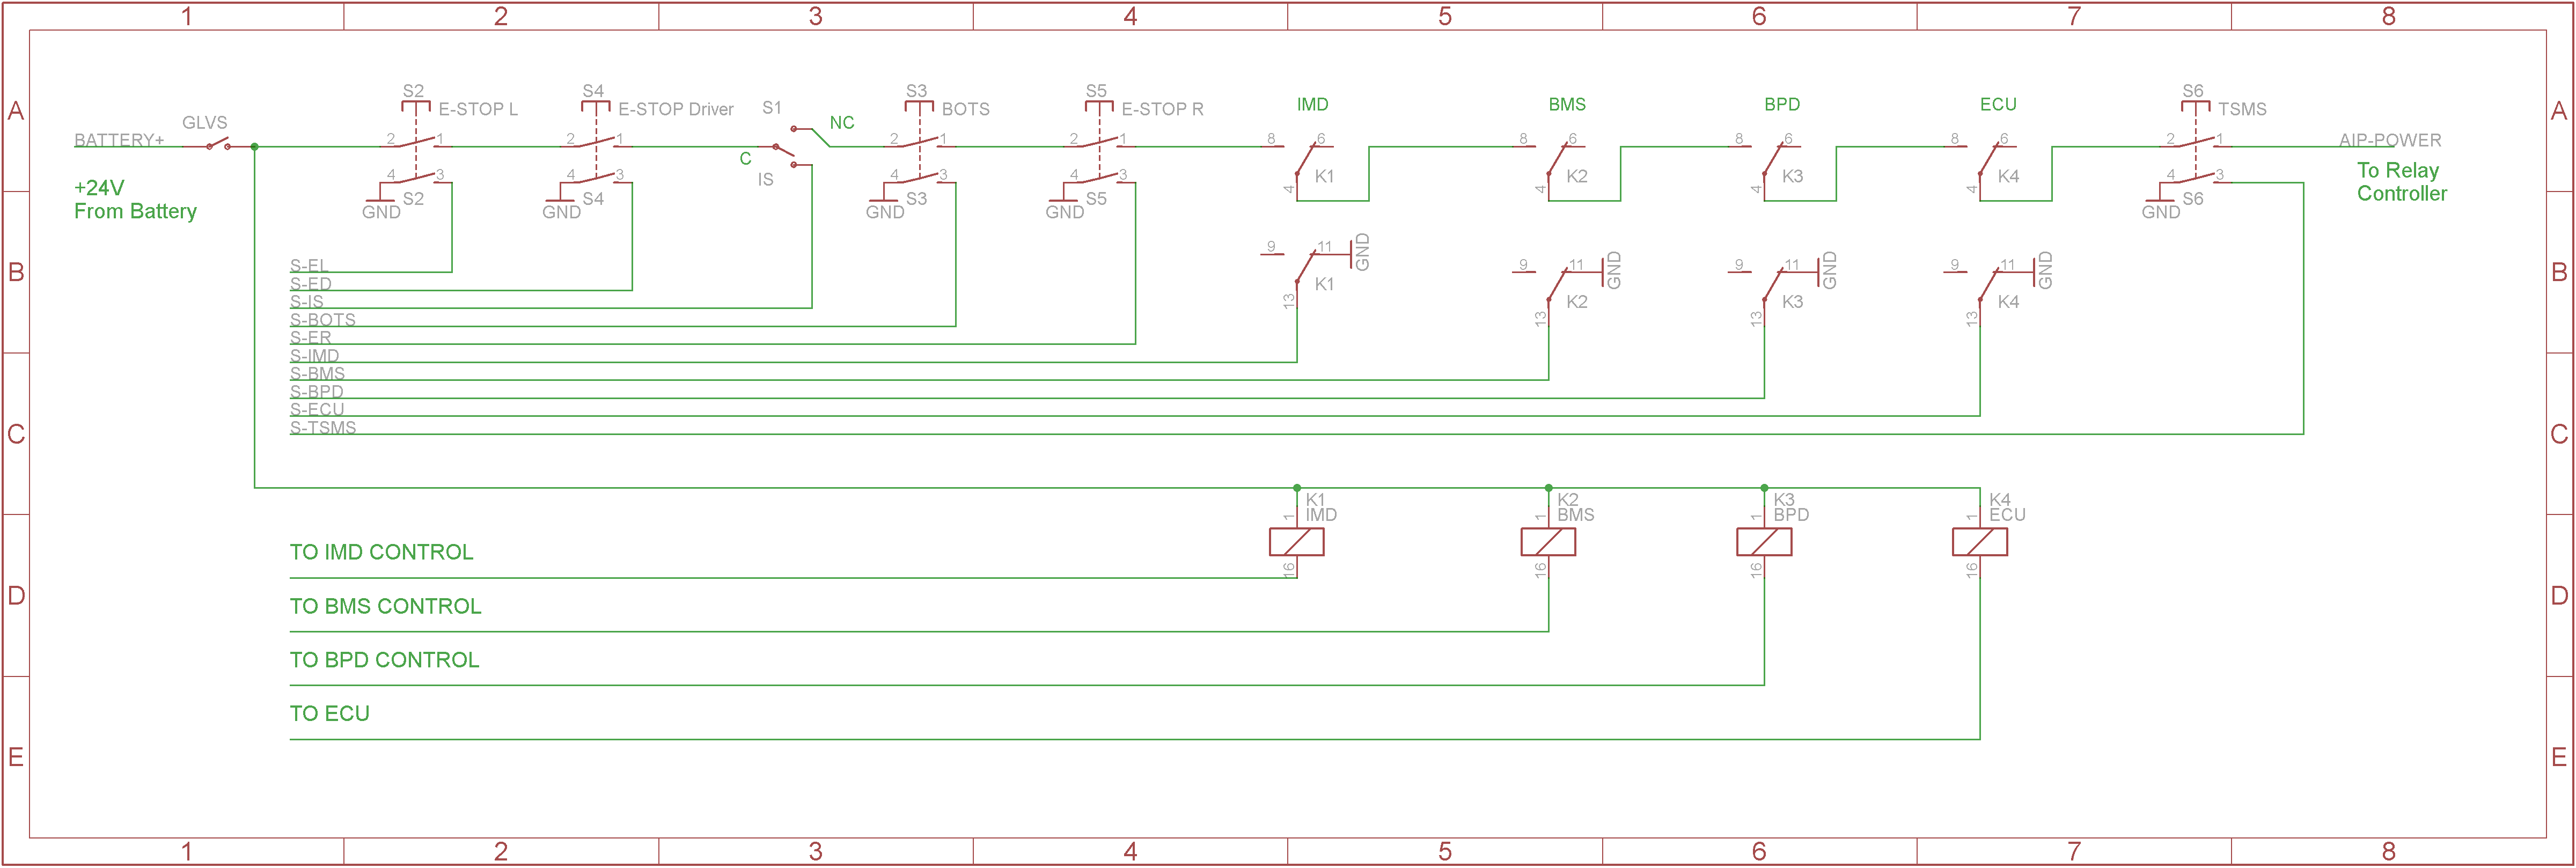 1 2 3 4 5 6 7 8
A A
B B
C C
D D
E E
S2 S4 S3 S5 S6
E-STOP L E-STOP Driver S1 BOTS E-STOP R IMD BMS BPD ECU TSMS
GLVS NC
BATTERY+ 2 1 2 1 2 1 2 1 8 6 8 6 8 6 8 6 2 1 AIP-POWER
C
+24V
From Battery
To Relay
Controller
4 3 4 3 IS 4 3 4 3 4 K1 4 K2 4 K3 4 K4 4 3
S2 S4 S3 S5 S6
GND GND GND GND GND
9 11 GND 9 11 GND 9 11 GND 9 11 GND
K1 K2 K3 K4
13 13 13 13
S-EL
S-ED
S-IS
S-BOTS
S-ER
S-IMD
S-BMS
S-BPD
S-ECU
S-TSMS
K1 K2 K3 K4
1 IMD 1 BMS 1 BPD 1 ECU
16 16 16 16
TO IMD CONTROL
TO BMS CONTROL
TO BPD CONTROL
TO ECU
1 2 3 4 5 6 7 8